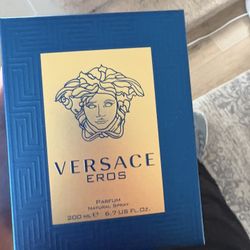 VERSACE
EROS
PARFUM
NATURAL SPRAY
200 ML ℮ 6.7 US FL.OZ.